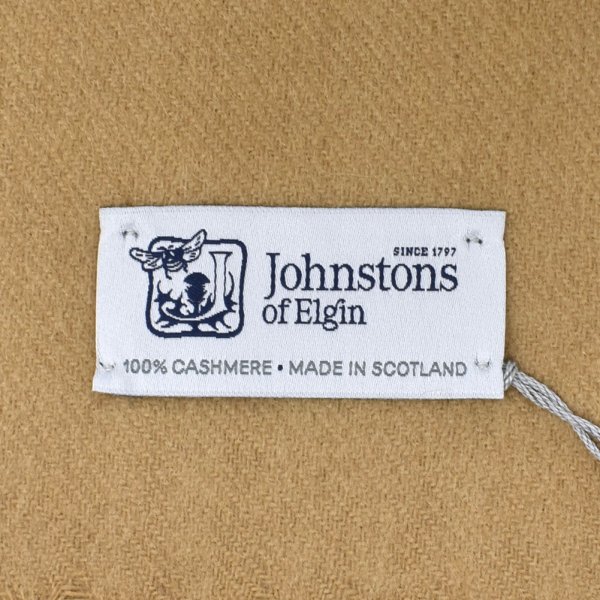 SINCE 1797
Johnstons
of Elgin
100% CASHMERE • MADE IN SCOTLAND